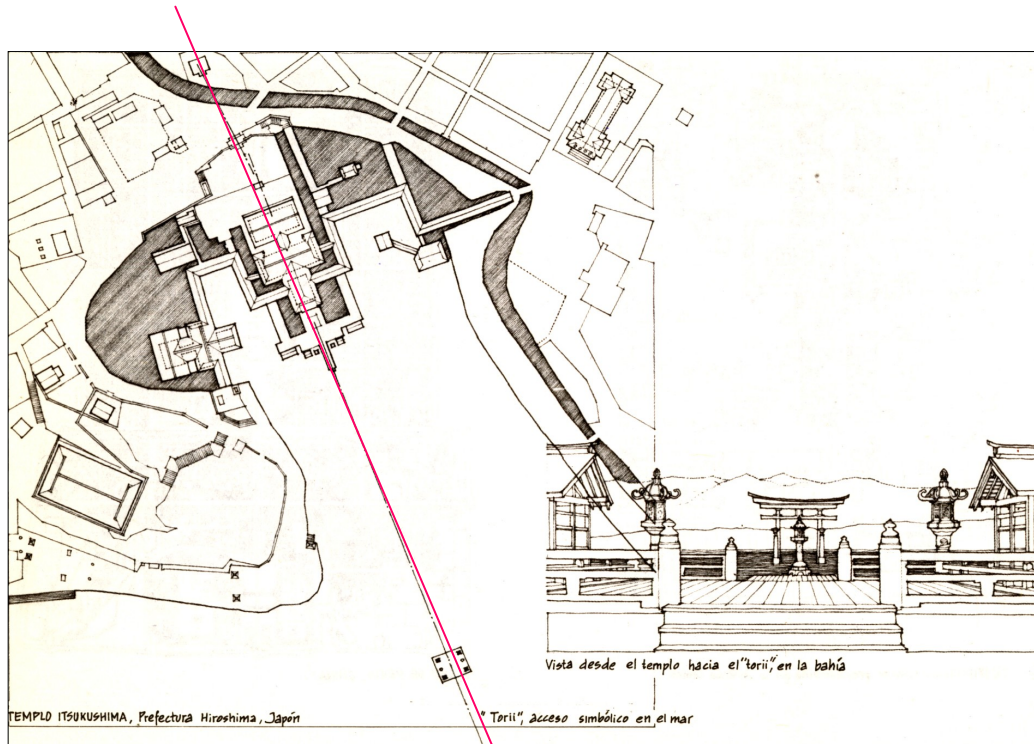 Vista desde el templo hacia el "torii", en la bahía
TEMPLO ITSUKUSHIMA, Prefectura Hiroshima, Japón
"Torii", acceso simbólico en el mar